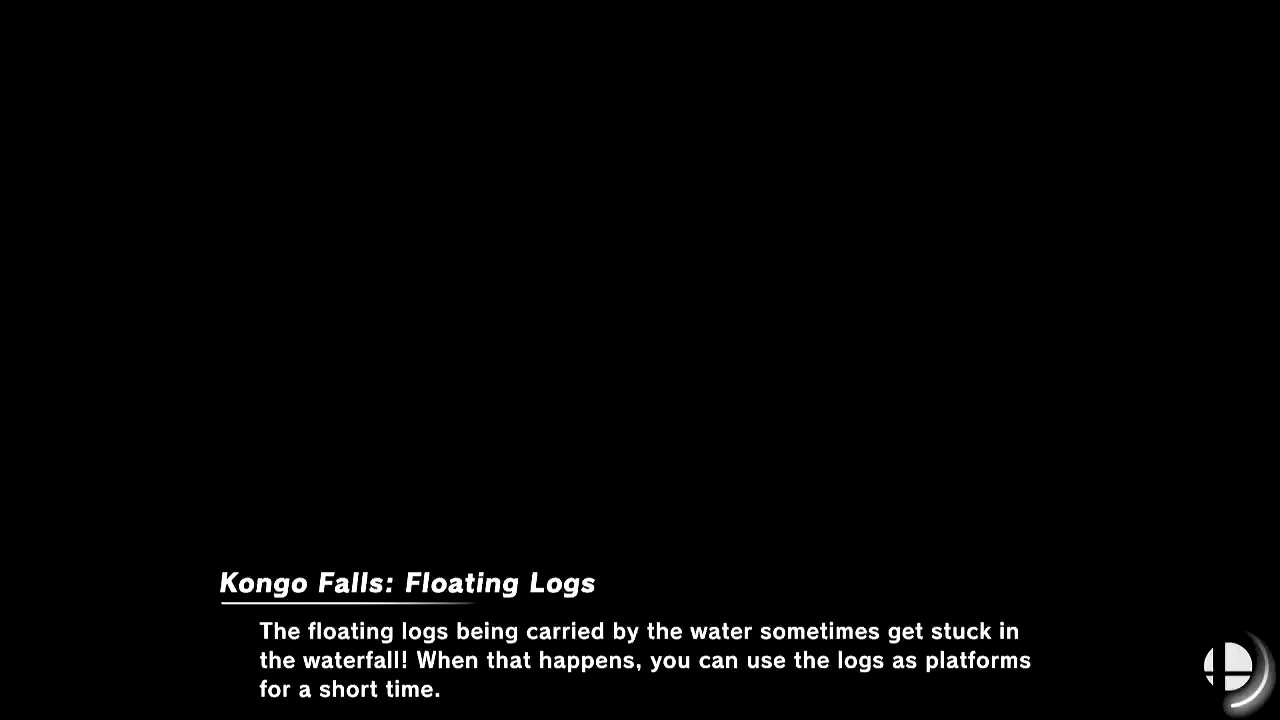 Kongo Falls: Floating Logs
The floating logs being carried by the water sometimes get stuck in
the waterfall! When that happens, you can use the logs as platforms
for a short time.